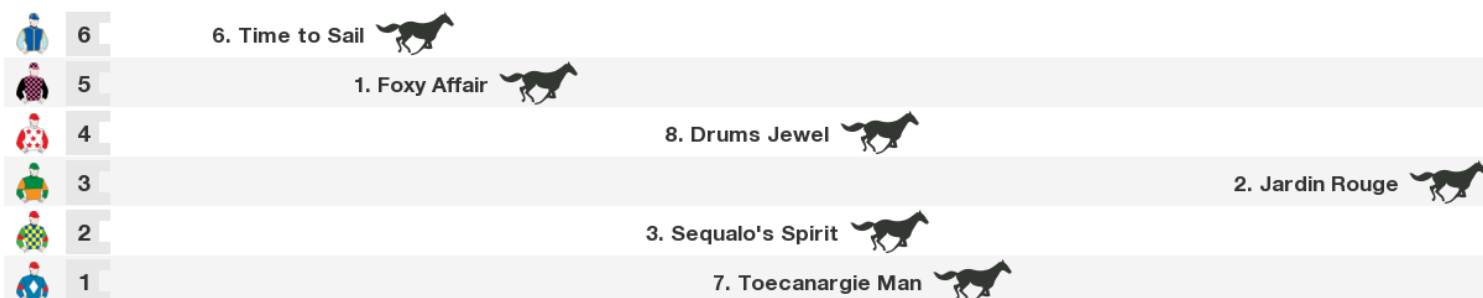 6 6. Time to Sail
5 1. Foxy Affair
4 8. Drums Jewel
3 2. Jardin Rouge
2 3. Sequalo's Spirit
1 7. Toecanargie Man